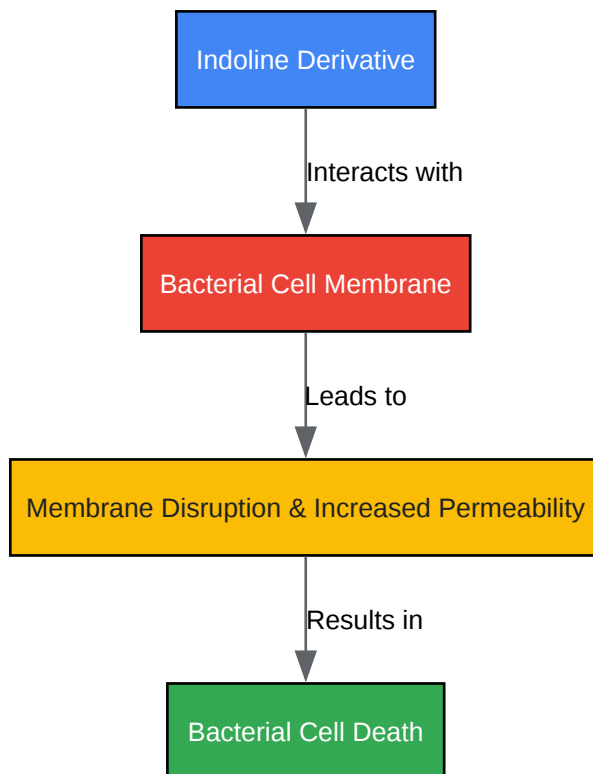 Indoline Derivative
Interacts with
Bacterial Cell Membrane
Leads to
Membrane Disruption & Increased Permeability
Results in
Bacterial Cell Death